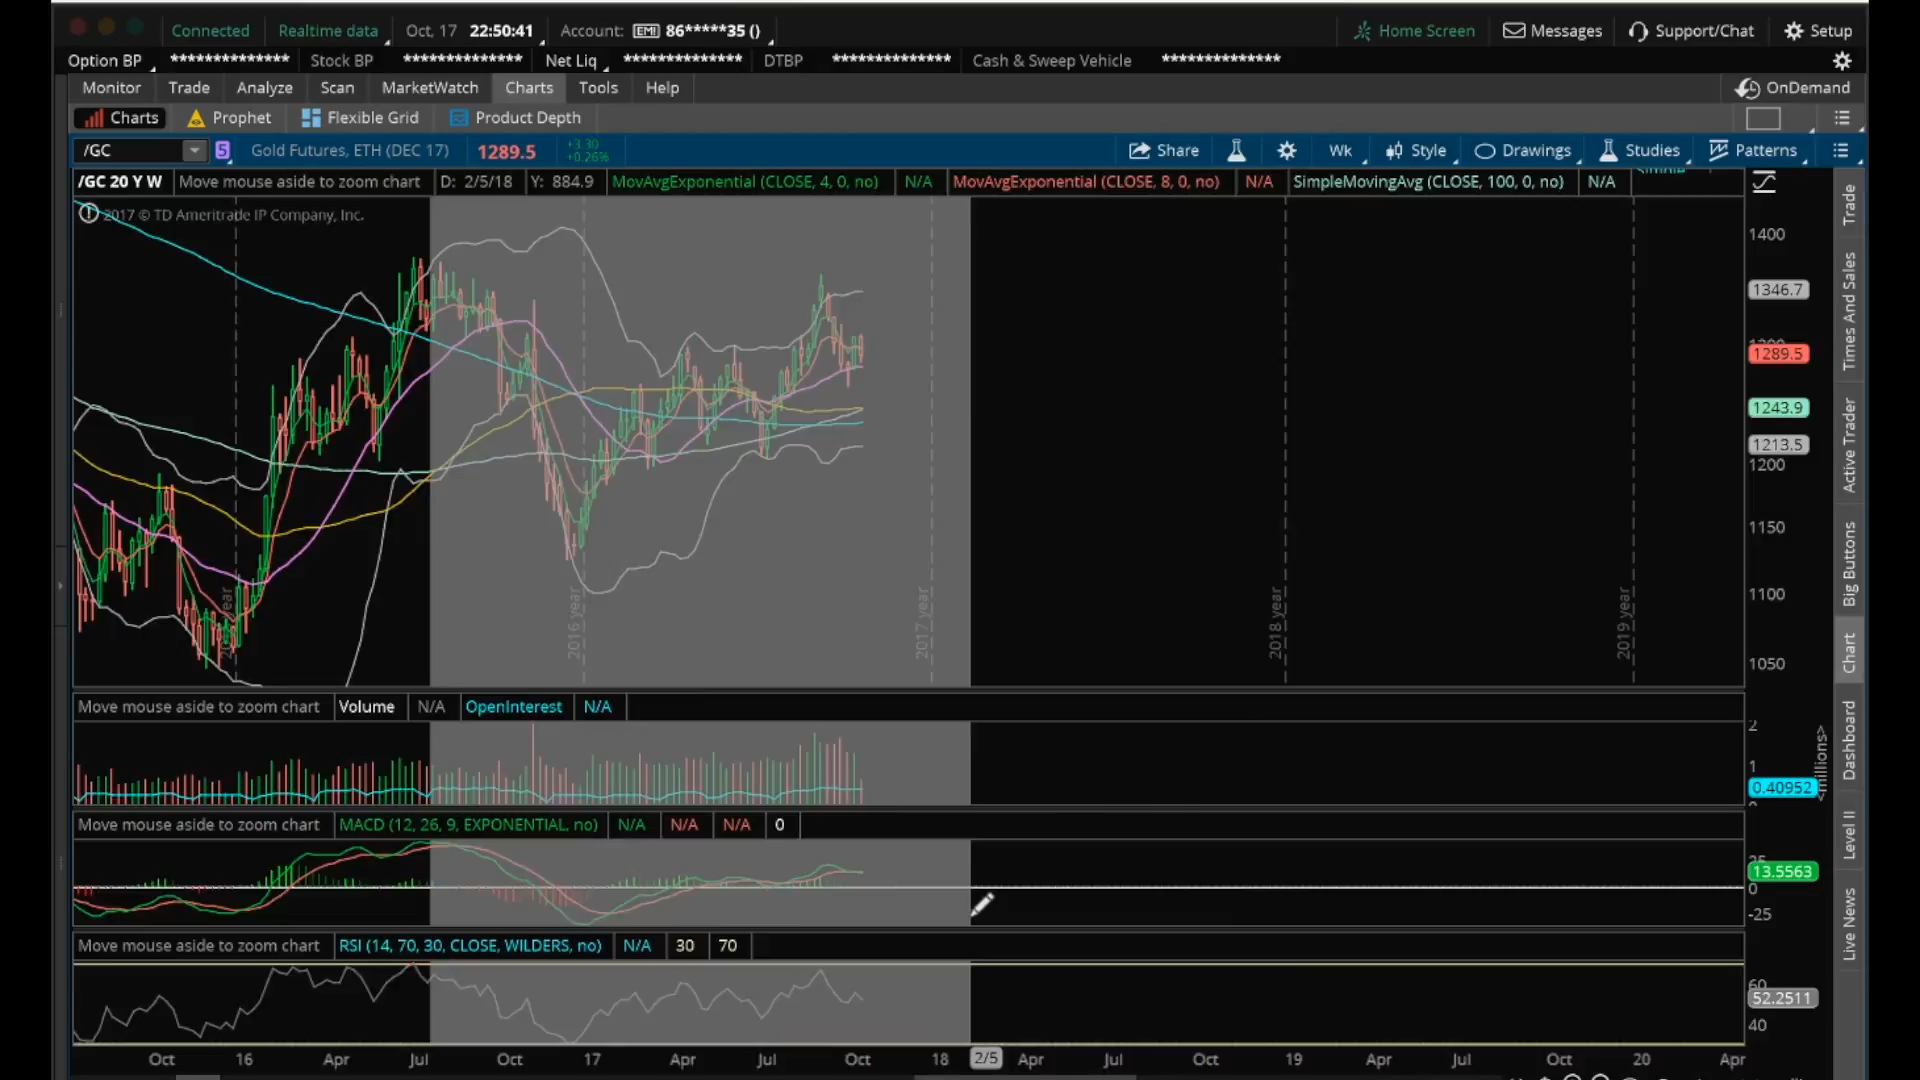 Connected Realtime data Oct, 17 22:50:41 Account: EMI 86*****35 () Home Screen Messages Support/Chat Setup
Option BP ************** Stock BP ************** Net Liq ************** DTBP ************** Cash & Sweep Vehicle **************
Monitor Trade Analyze Scan MarketWatch Charts Tools Help OnDemand
Charts Prophet Flexible Grid Product Depth
/GC 5 Gold Futures, ETH (DEC 17) 1289.5 +3.30 +0.26% Share Wk Style Drawings Studies Patterns
/GC 20 Y W Move mouse aside to zoom chart D: 2/5/18 Y: 884.9 MovAvgExponential (CLOSE, 4, 0, no) N/A MovAvgExponential (CLOSE, 8, 0, no) N/A SimpleMovingAvg (CLOSE, 100, 0, no) N/A
2017 © TD Ameritrade IP Company, Inc.
1400
1346.7
1289.5
1243.9
1213.5
1200
1150
1100
1050
2016 year
2017 year
2018 year
2019 year
Move mouse aside to zoom chart Volume N/A OpenInterest N/A
2
1
0.40952
<millions>
Move mouse aside to zoom chart MACD (12, 26, 9, EXPONENTIAL, no) N/A N/A N/A 0
25
13.5563
0
-25
Move mouse aside to zoom chart RSI (14, 70, 30, CLOSE, WILDERS, no) N/A 30 70
60
52.2511
40
Oct 16 Apr Jul Oct 17 Apr Jul Oct 18 2/5 Apr Jul Oct 19 Apr Jul Oct 20 Apr
Trade
Times And Sales
Active Trader
Big Buttons
Chart
Dashboard
Level II
Live News